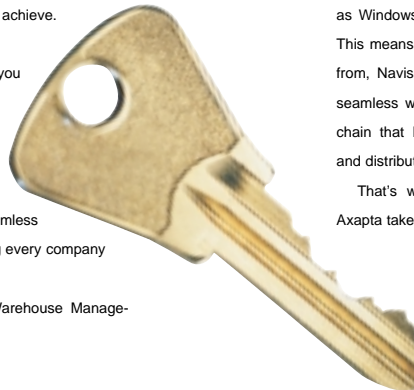 achieve.
you
mless
every company
Warehouse Manage-
as Windows
This means
from, Navis
seamless w
chain that
and distribut
That's w
Axapta take